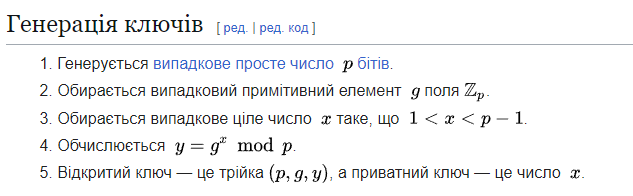 Генерація ключів [ ред. | ред. код ]
1. Генерується випадкове просте число p бітів.
2. Обирається випадковий примітивний елемент g поля ℤₚ.
3. Обирається випадкове ціле число x таке, що 1 < x < p − 1.
4. Обчислюється y = gˣ mod p.
5. Відкритий ключ — це трійка (p, g, y), а приватний ключ — це число x.